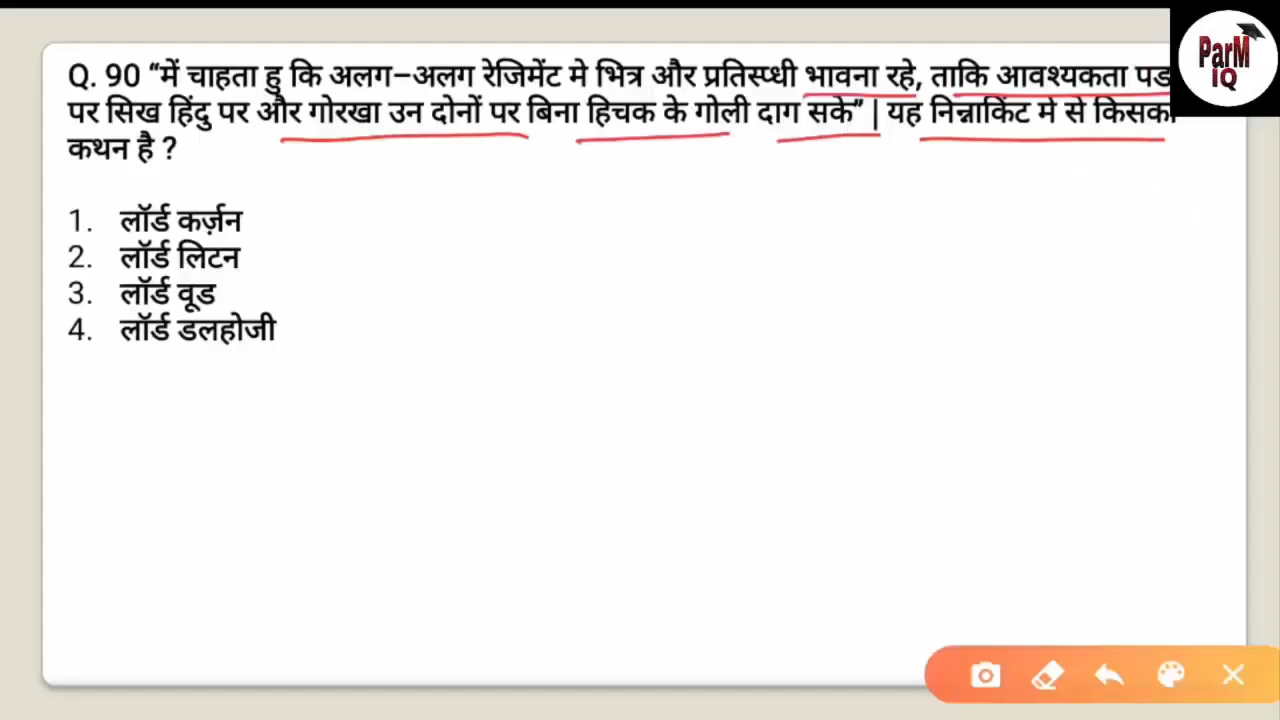 ParM
IQ
Q. 90 “में चाहता हु कि अलग–अलग रेजिमेंट मे भित्र और प्रतिस्प्धी भावना रहे, ताकि आवश्यकता पड
पर सिख हिंदु पर और गोरखा उन दोनों पर बिना हिचक के गोली दाग सके” | यह निन्नाकिंट मे से किसका
कथन है ?
1. लॉर्ड कर्ज़न
2. लॉर्ड लिटन
3. लॉर्ड वूड
4. लॉर्ड डलहोजी